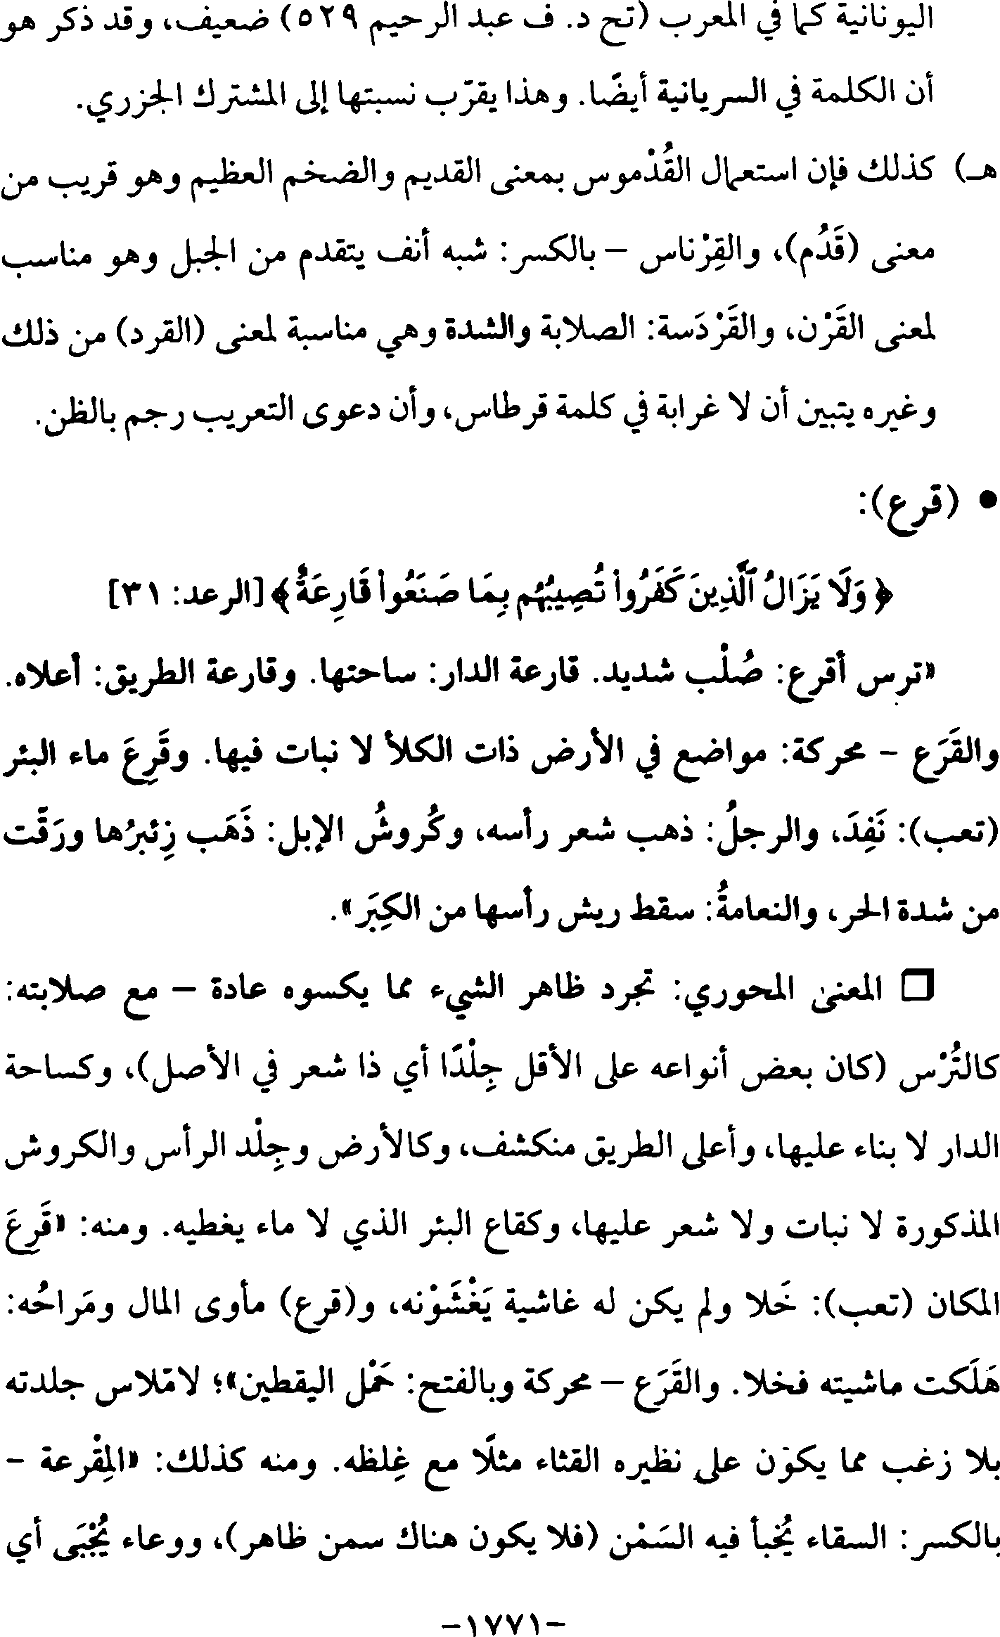 اليونانية كما في المعرب (تح د. ف عبد الرحيم ٥٢٩) ضعيف، وقد ذكر هو
أن الكلمة في السريانية أيضًا. وهذا يقرّب نسبتها إلى المشترك الجزري.
هـ) كذلك فإن استعمال القُدْموس بمعنى القديم والضخم العظيم وهو قريب من
معنى (قَدُم)، والقِرْناس – بالكسر: شبه أنف يتقدم من الجبل وهو مناسب
لمعنى القَرْن، والقَرْدَسة: الصلابة والشدة وهي مناسبة لمعنى (القرد) من ذلك
وغيره يتبين أن لا غرابة في كلمة قرطاس، وأن دعوى التعريب رجم بالظن.
• (قرع):
﴿وَلَا يَزَالُ ٱلَّذِينَ كَفَرُوا۟ تُصِيبُهُم بِمَا صَنَعُوا۟ قَارِعَةٌ﴾ [الرعد: ٣١]
«ترس أقرع: صُلْب شديد. قارعة الدار: ساحتها. وقارعة الطريق: أعلاه.
والقَرَع – محركة: مواضع في الأرض ذات الكلأ لا نبات فيها. وقَرِعَ ماء البئر
(تعب): نَفِدَ، والرجلُ: ذهب شعر رأسه، وكُروشُ الإبل: ذَهَب زِئبرُها ورَقّت
من شدة الحر، والنعامةُ: سقط ريش رأسها من الكِبَر».
❒ المعنى المحوري: تجرد ظاهر الشيء مما يكسوه عادة – مع صلابته:
كالتُرْس (كان بعض أنواعه على الأقل جِلْدًا أي ذا شعر في الأصل)، وكساحة
الدار لا بناء عليها، وأعلى الطريق منكشف، وكالأرض وجِلْد الرأس والكروش
المذكورة لا نبات ولا شعر عليها، وكقاع البئر الذي لا ماء يغطيه. ومنه: «قَرِعَ
المكان (تعب): خَلا ولم يكن له غاشية يَغْشَوْنه، و(قرع) مأوى المال ومَراحُه:
هَلَكت ماشيته فخلا. والقَرَع – محركة وبالفتح: حَمْل اليقطين»؛ لامّلاس جلدته
بلا زغب مما يكون على نظيره القثاء مثلًا مع غِلظه. ومنه كذلك: «المِقْرعة –
بالكسر: السقاء يُخبأ فيه السَمْن (فلا يكون هناك سمن ظاهر)، ووعاء يُجْبَى أي
–١٧٧١–